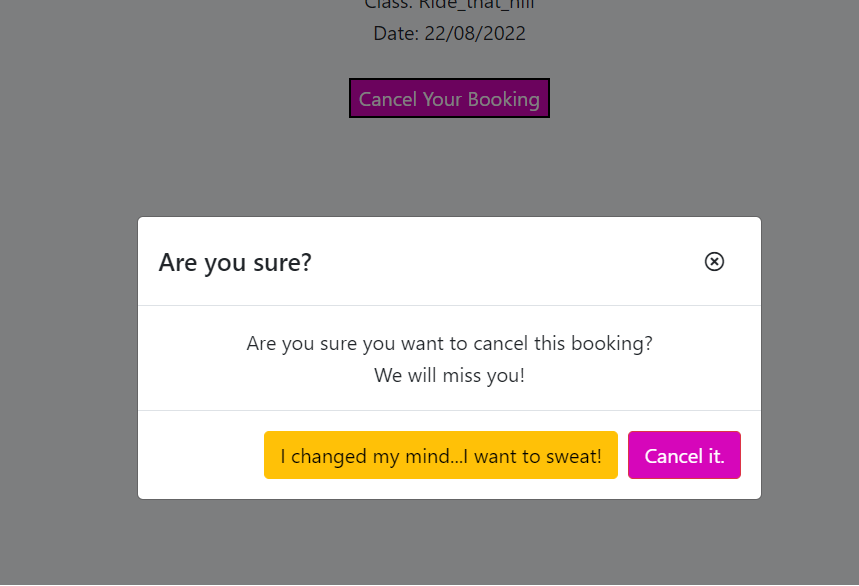 Class: Ride_that_hill
Date: 22/08/2022
Cancel Your Booking
Are you sure?
Are you sure you want to cancel this booking?
We will miss you!
I changed my mind...I want to sweat!
Cancel it.